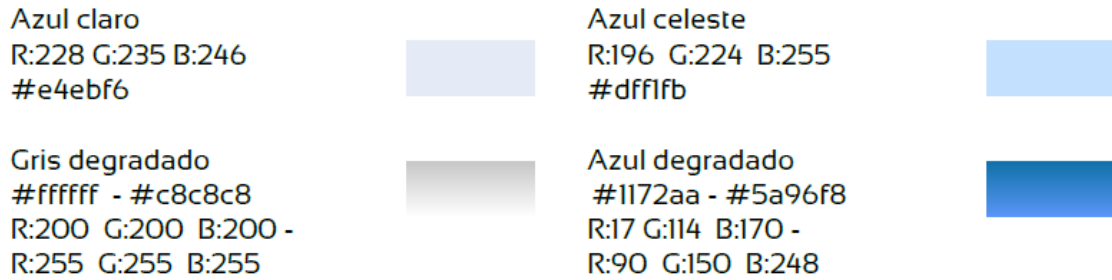 Azul claro
R:228 G:235 B:246
#e4ebf6
Azul celeste
R:196 G:224 B:255
#dff1fb
Gris degradado
#ffffff - #c8c8c8
R:200 G:200 B:200 -
R:255 G:255 B:255
Azul degradado
#1172aa - #5a96f8
R:17 G:114 B:170 -
R:90 G:150 B:248